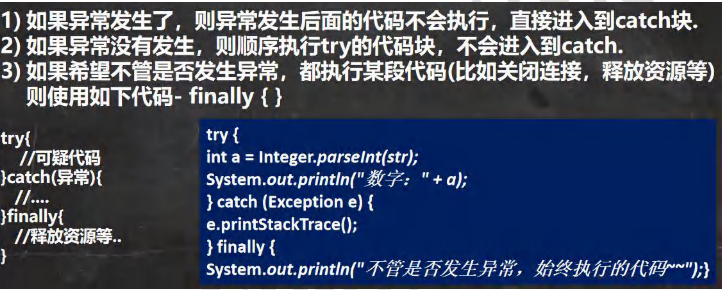 1) 如果异常发生了，则异常发生后面的代码不会执行，直接进入到catch块.
2) 如果异常没有发生，则顺序执行try的代码块，不会进入到catch.
3) 如果希望不管是否发生异常，都执行某段代码(比如关闭连接，释放资源等)
则使用如下代码- finally { }
try{
//可疑代码
}catch(异常){
//....
}finally{
//释放资源等..
}
try {
int a = Integer.parseInt(str);
System.out.println("数字：" + a);
} catch (Exception e) {
e.printStackTrace();
} finally {
System.out.println("不管是否发生异常，始终执行的代码~~");}